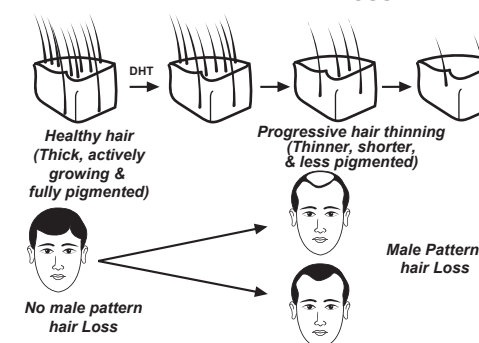 DHT
Healthy hair
(Thick, actively
growing &
fully pigmented)
Progressive hair thinning
(Thinner, shorter,
& less pigmented)
Male Pattern
hair Loss
No male pattern
hair Loss